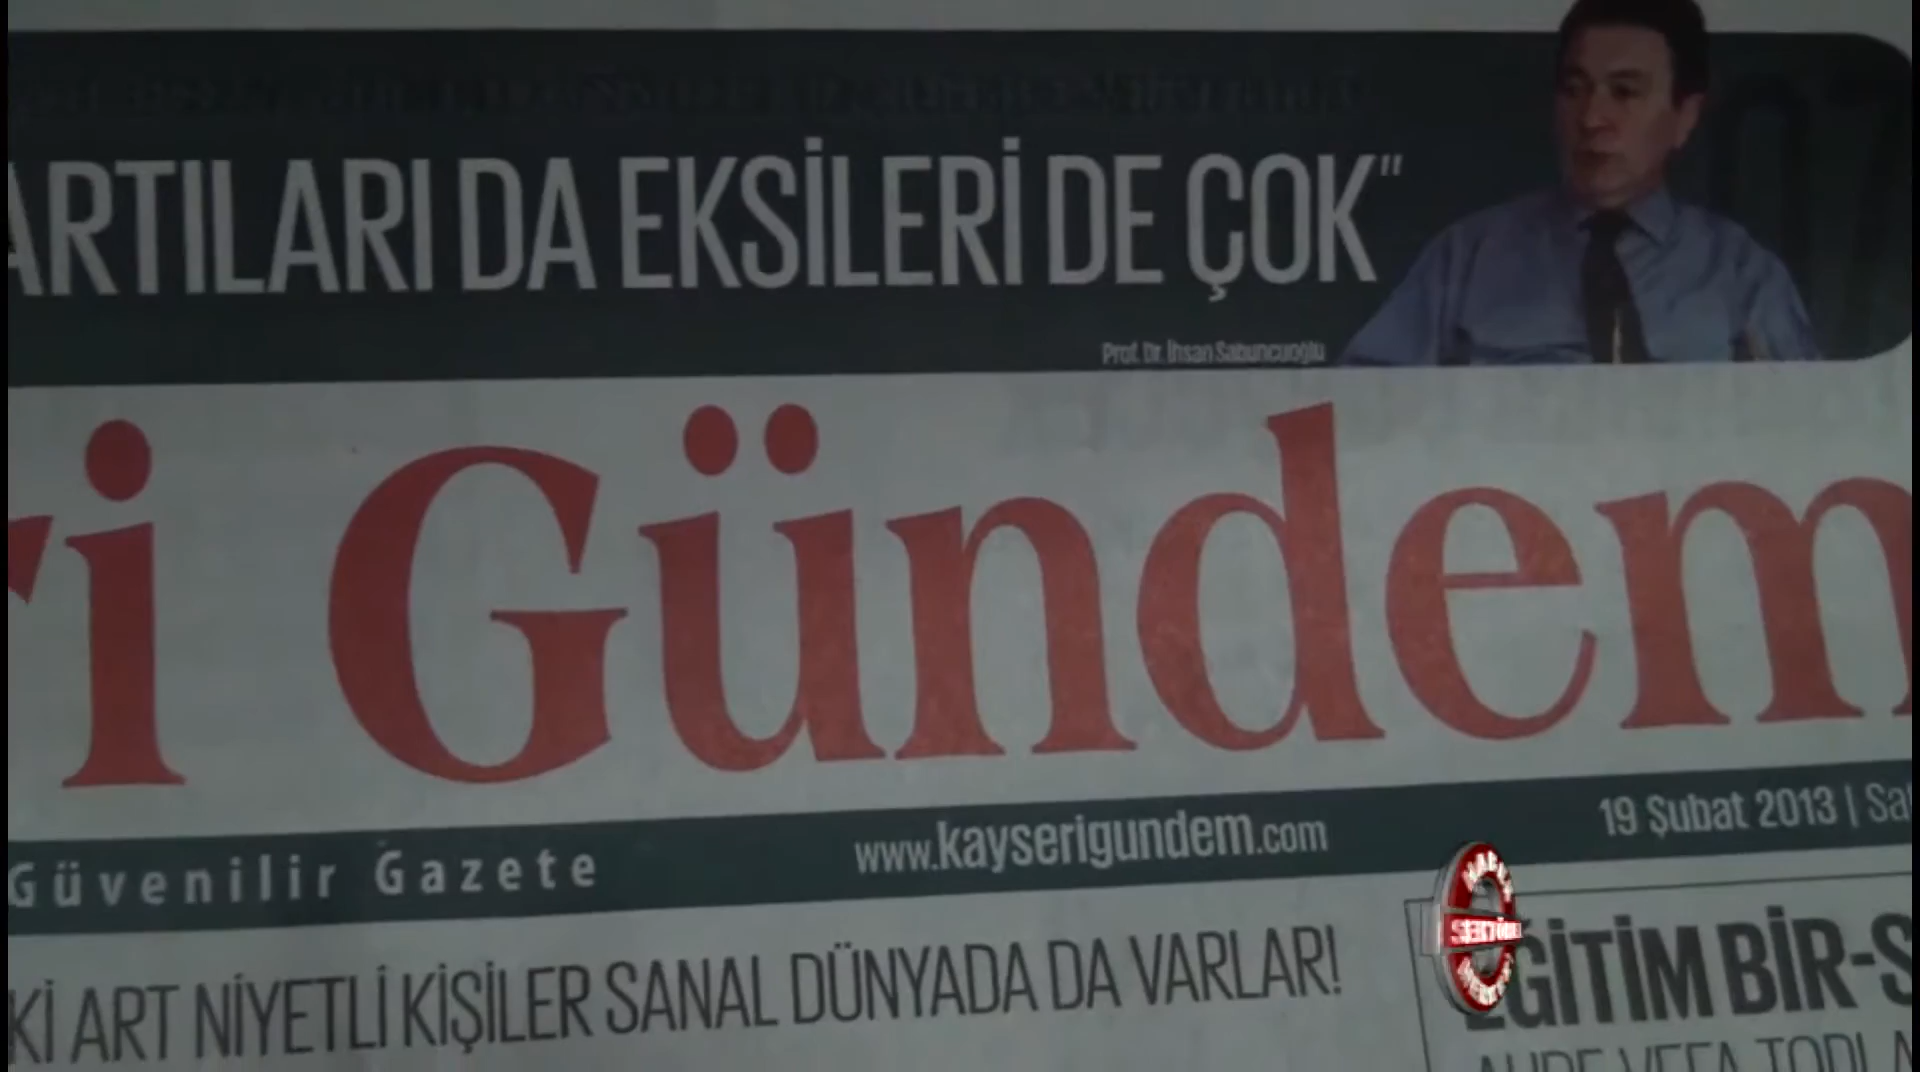 ARTILARI DA EKSİLERİ DE ÇOK"
Prof. Dr. İhsan Sabuncuoğlu
ri Gündem
Güvenilir Gazete
www.kayserigundem.com
19 Şubat 2013 | Sa
Kİ ART NİYETLİ KİŞİLER SANAL DÜNYADA DA VARLAR!
EĞİTİM BİR-S